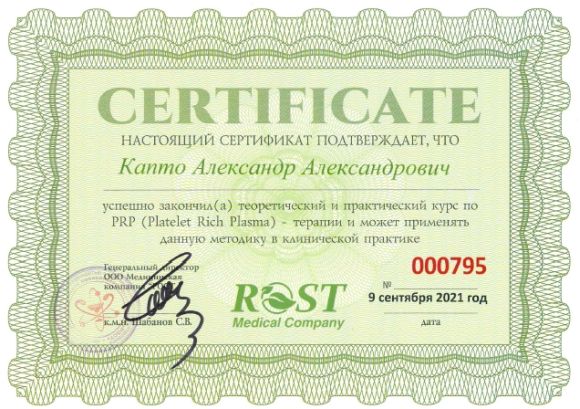 CERTIFICATE
НАСТОЯЩИЙ СЕРТИФИКАТ ПОДТВЕРЖДАЕТ, ЧТО
Капто Александр Александрович
успешно закончил(а) теоретический и практический курс по
PRP (Platelet Rich Plasma) - терапии и может применять
данную методику в клинической практике
Генеральный директор
ООО Медицинская
компания
к.м.н. Шабанов С.В.
ROST
Medical Company
000795
№
9 сентября 2021 год
дата